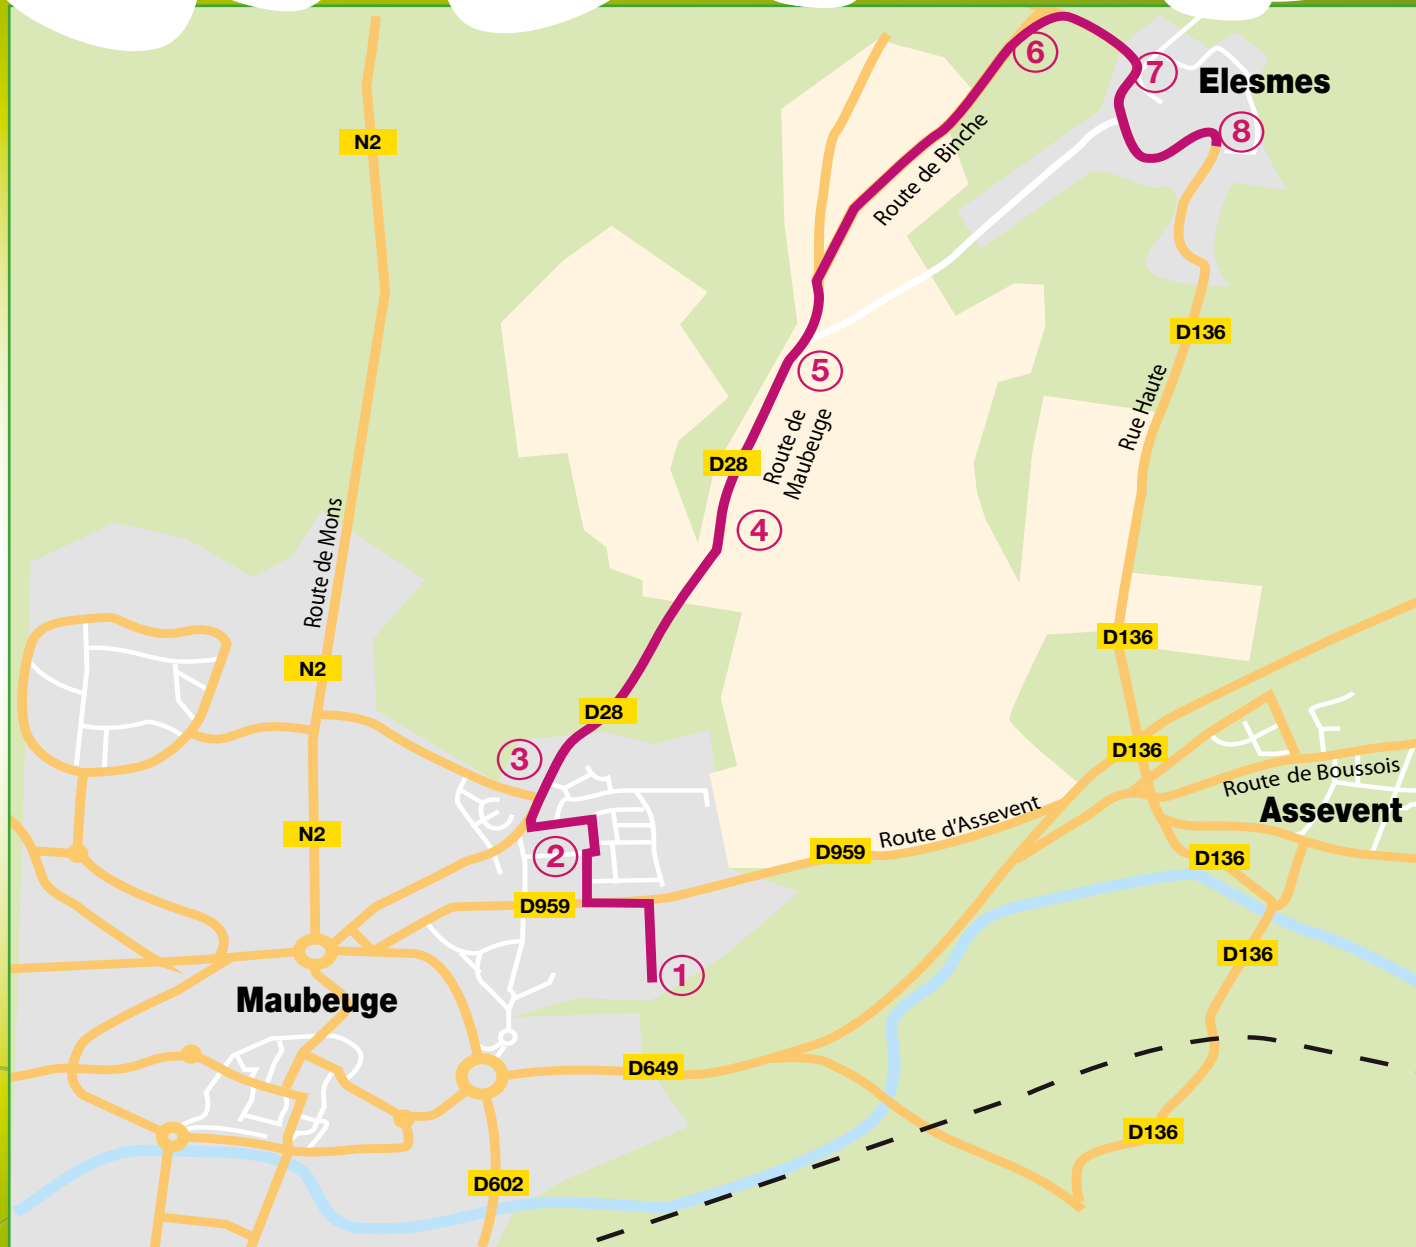 6
7
Elesmes
8
N2
Route de Binche
D136
5
Rue Haute
Route de
Maubeuge
D28
4
Route de Mons
D136
N2
D28
3
D136
Route de Boussois
Assevent
Route d'Assevent
N2
2
D959
D136
D959
D136
1
Maubeuge
D649
D136
D602